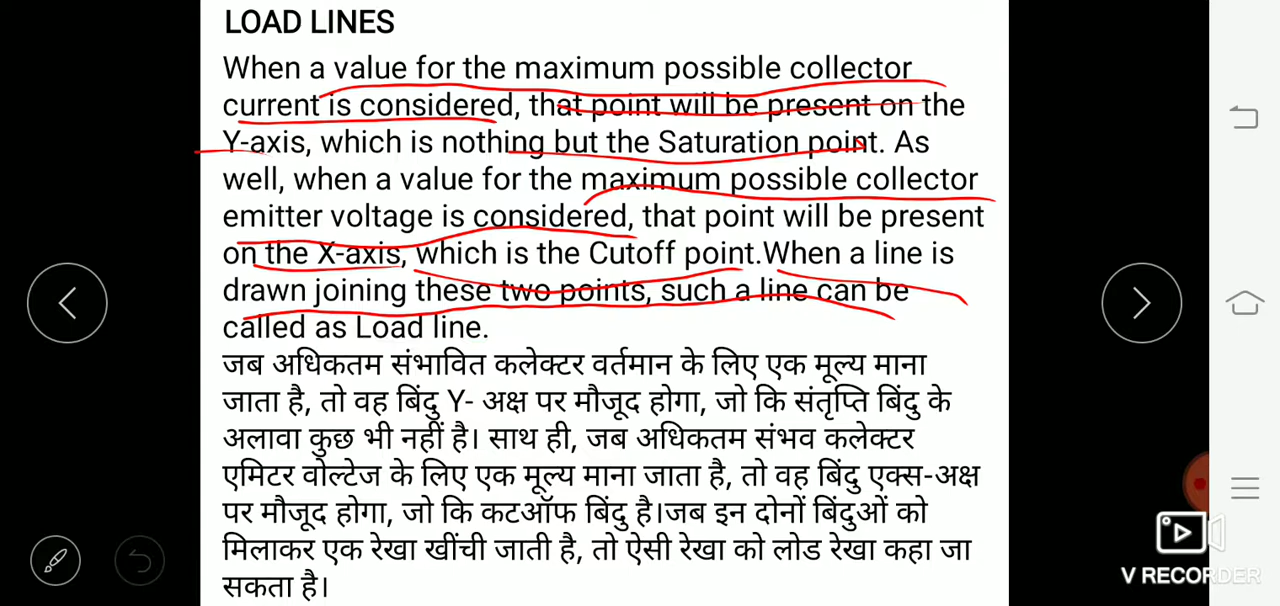 LOAD LINES
When a value for the maximum possible collector
current is considered, that point will be present on the
Y-axis, which is nothing but the Saturation point. As
well, when a value for the maximum possible collector
emitter voltage is considered, that point will be present
on the X-axis, which is the Cutoff point.When a line is
drawn joining these two points, such a line can be
called as Load line.
जब अधिकतम संभावित कलेक्टर वर्तमान के लिए एक मूल्य माना
जाता है, तो वह बिंदु Y- अक्ष पर मौजूद होगा, जो कि संतृप्ति बिंदु के
अलावा कुछ भी नहीं है। साथ ही, जब अधिकतम संभव कलेक्टर
एमिटर वोल्टेज के लिए एक मूल्य माना जाता है, तो वह बिंदु एक्स-अक्ष
पर मौजूद होगा, जो कि कटऑफ बिंदु है।जब इन दोनों बिंदुओं को
मिलाकर एक रेखा खींची जाती है, तो ऐसी रेखा को लोड रेखा कहा जा
सकता है।
V RECORDER